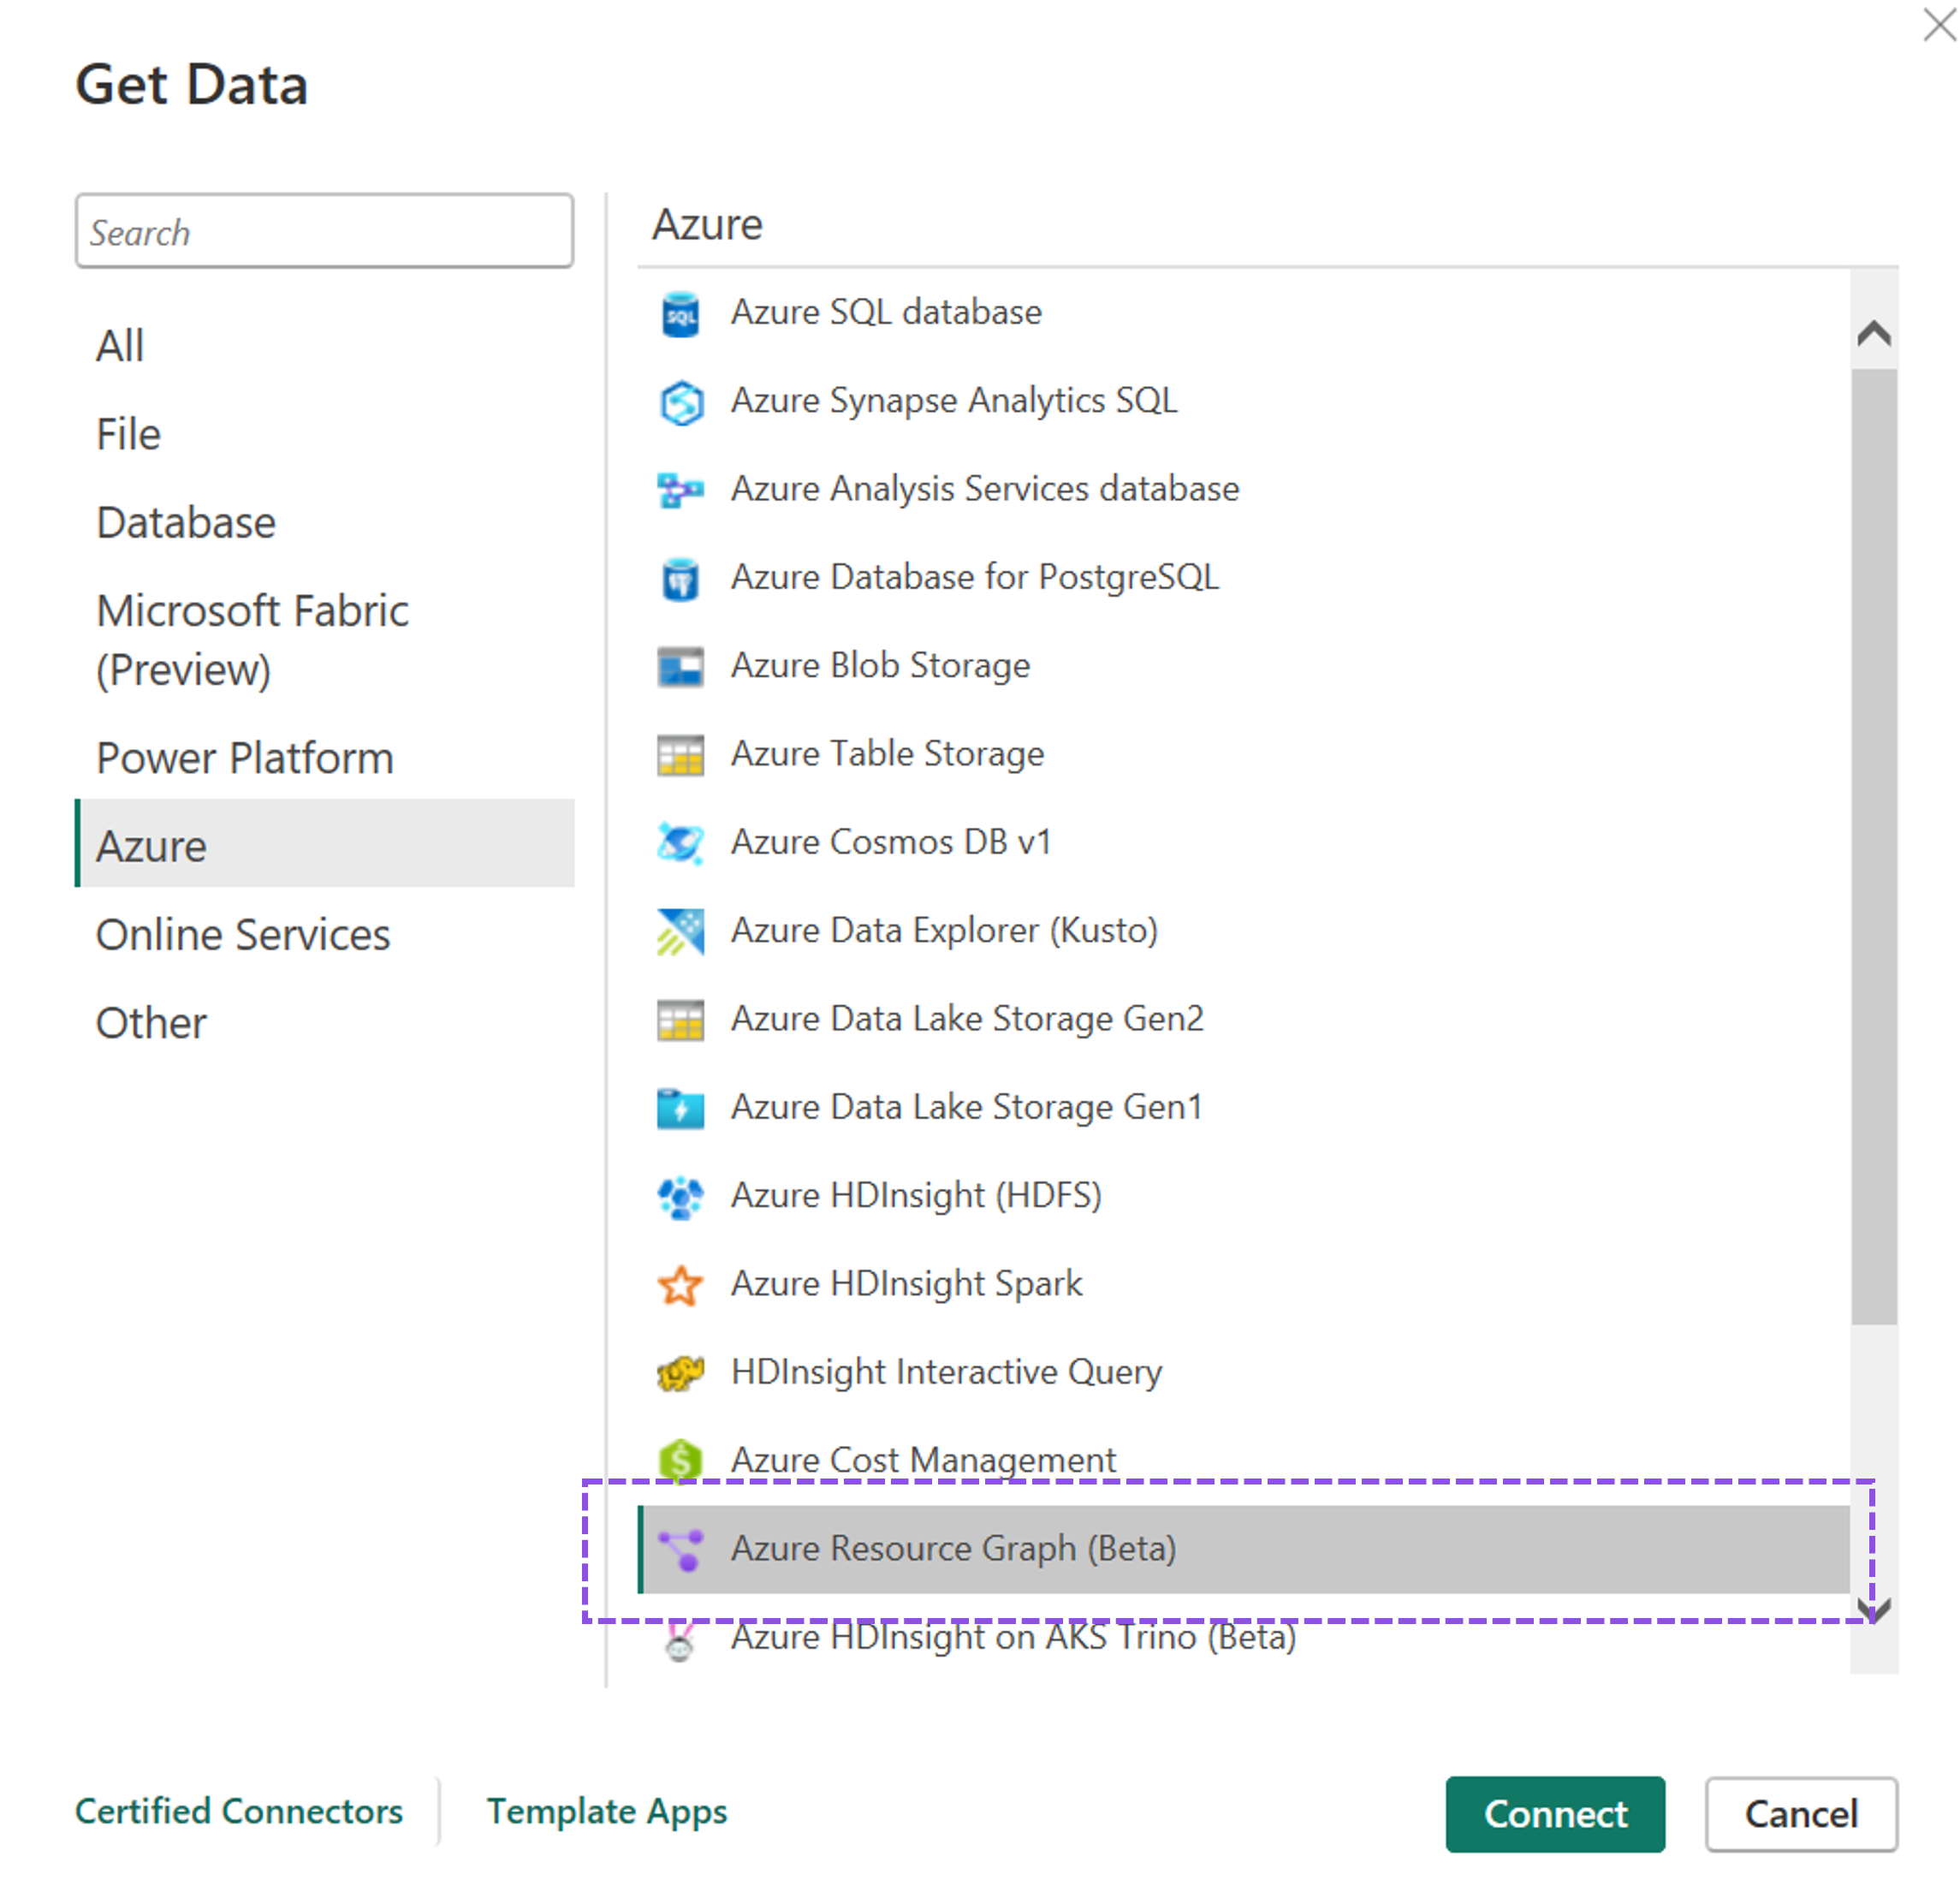 Get Data
Search
All
File
Database
Microsoft Fabric
(Preview)
Power Platform
Azure
Online Services
Other
Azure
SQL
Azure SQL database
Azure Synapse Analytics SQL
Azure Analysis Services database
Azure Database for PostgreSQL
Azure Blob Storage
Azure Table Storage
Azure Cosmos DB v1
Azure Data Explorer (Kusto)
Azure Data Lake Storage Gen2
Azure Data Lake Storage Gen1
Azure HDInsight (HDFS)
Azure HDInsight Spark
HDInsight Interactive Query
$
Azure Cost Management
Azure Resource Graph (Beta)
Azure HDInsight on AKS Trino (Beta)
Certified Connectors
Template Apps
Connect
Cancel